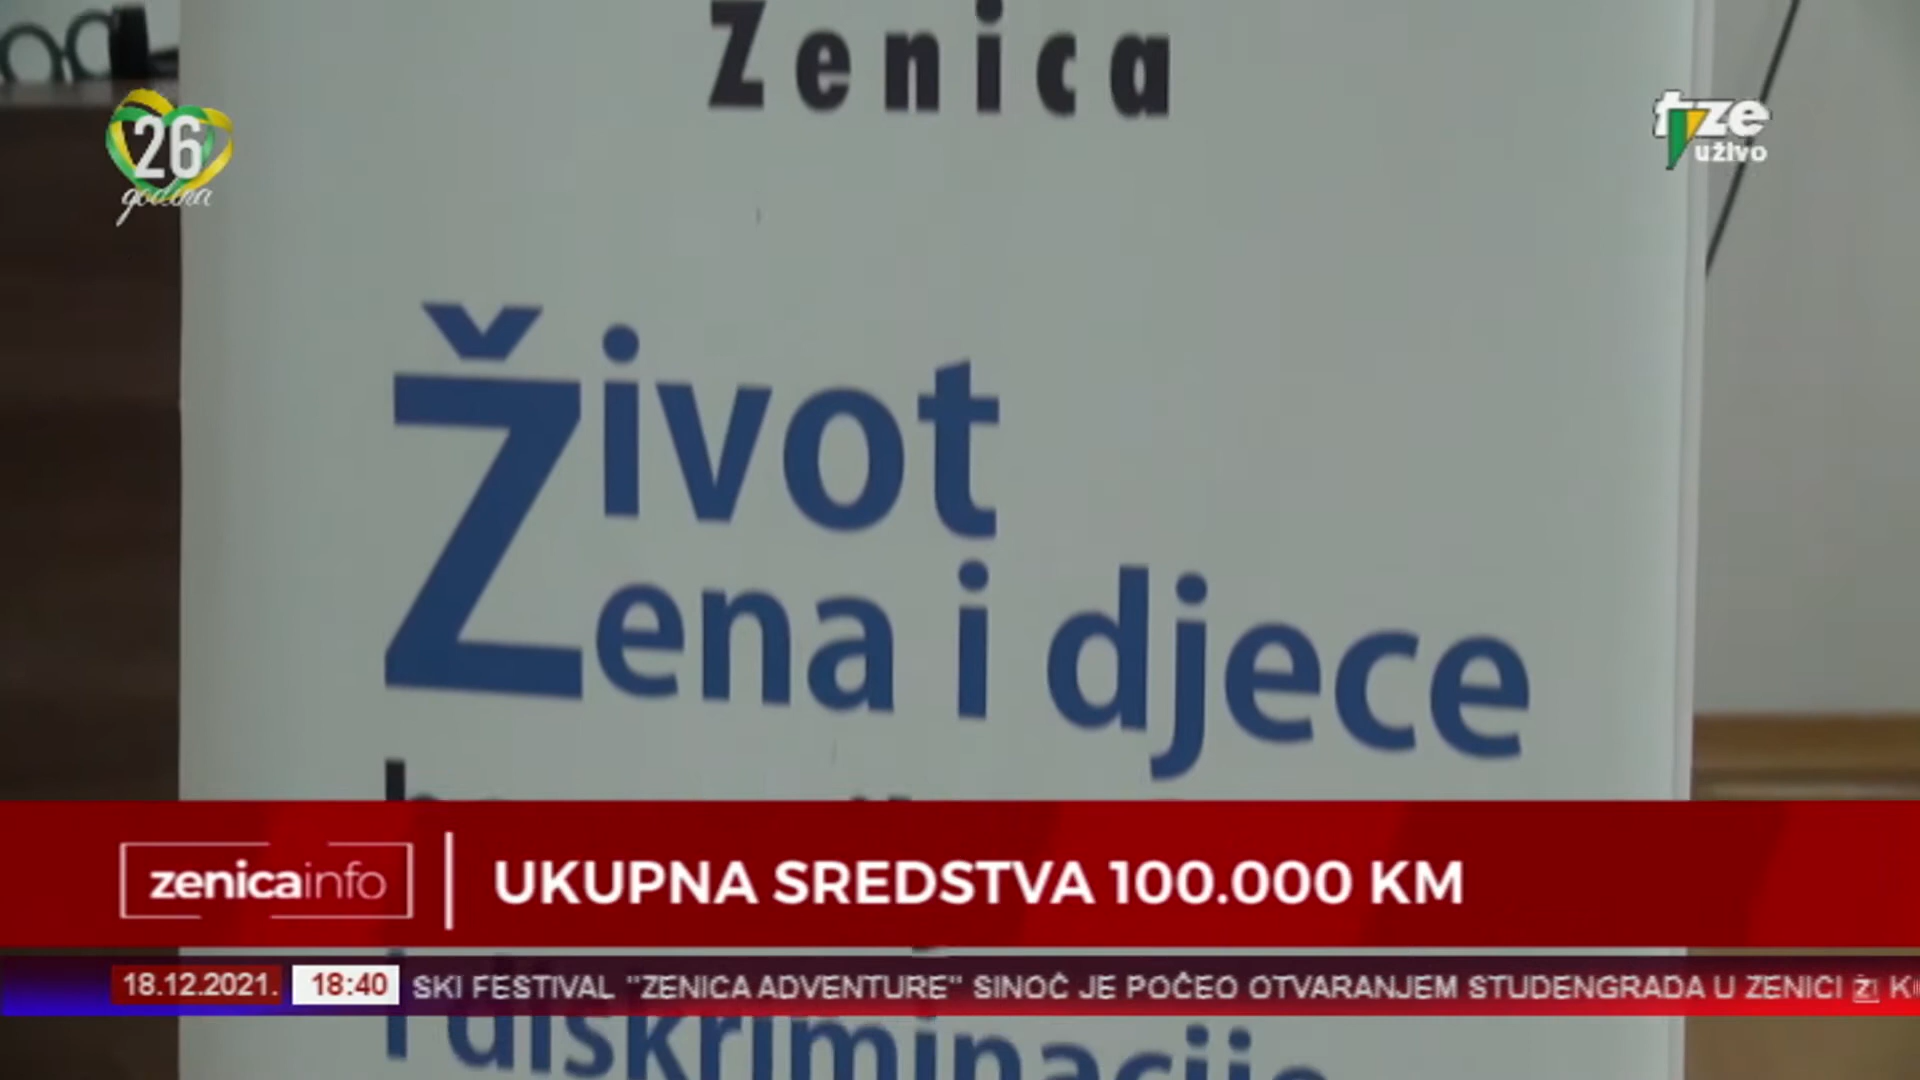 Zenica
26
godina
tvze
uživo
Život
Žena i djece
zenicainfo
UKUPNA SREDSTVA 100.000 KM
18.12.2021.
18:40
SKI FESTIVAL "ZENICA ADVENTURE" SINOĆ JE POČEO OTVARANJEM STUDENGRADA U ZENICI
i diskriminacije